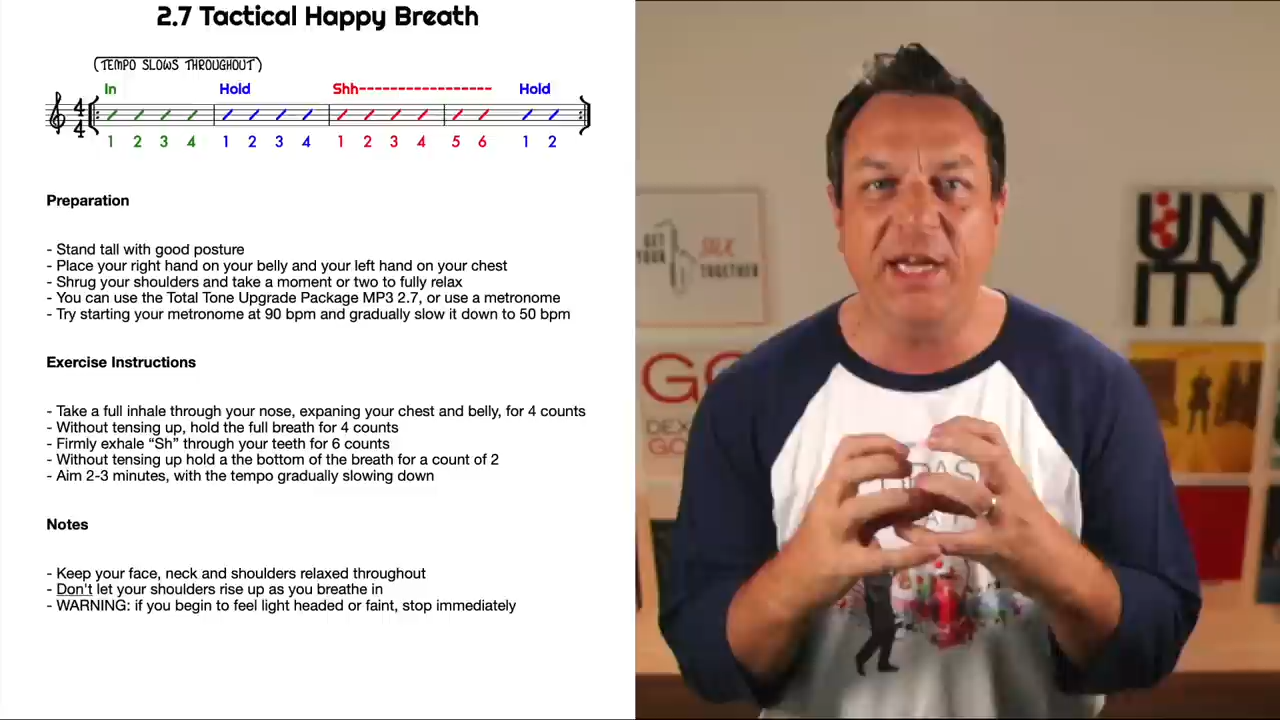 2.7 Tactical Happy Breath
(TEMPO SLOWS THROUGHOUT)
In Hold Shh----------------- Hold
4
4
1 2 3 4 1 2 3 4 1 2 3 4 5 6 1 2
Preparation
- Stand tall with good posture
- Place your right hand on your belly and your left hand on your chest
- Shrug your shoulders and take a moment or two to fully relax
- You can use the Total Tone Upgrade Package MP3 2.7, or use a metronome
- Try starting your metronome at 90 bpm and gradually slow it down to 50 bpm
Exercise Instructions
- Take a full inhale through your nose, expaning your chest and belly, for 4 counts
- Without tensing up, hold the full breath for 4 counts
- Firmly exhale “Sh” through your teeth for 6 counts
- Without tensing up hold a the bottom of the breath for a count of 2
- Aim 2-3 minutes, with the tempo gradually slowing down
Notes
- Keep your face, neck and shoulders relaxed throughout
- Don't let your shoulders rise up as you breathe in
- WARNING: if you begin to feel light headed or faint, stop immediately
GET
YOUR
TOGETHER
UN
ITY